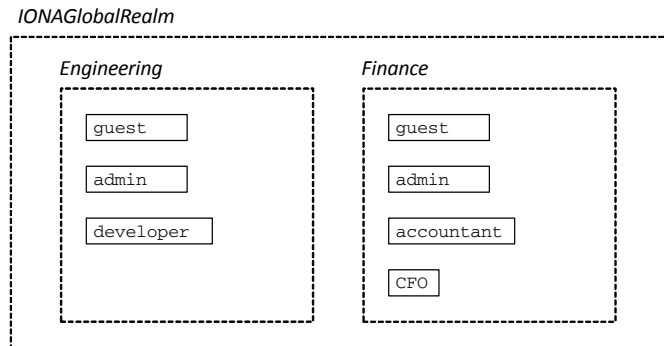 IONAGlobalRealm
Engineering
guest
admin
developer
Finance
guest
admin
accountant
CFO